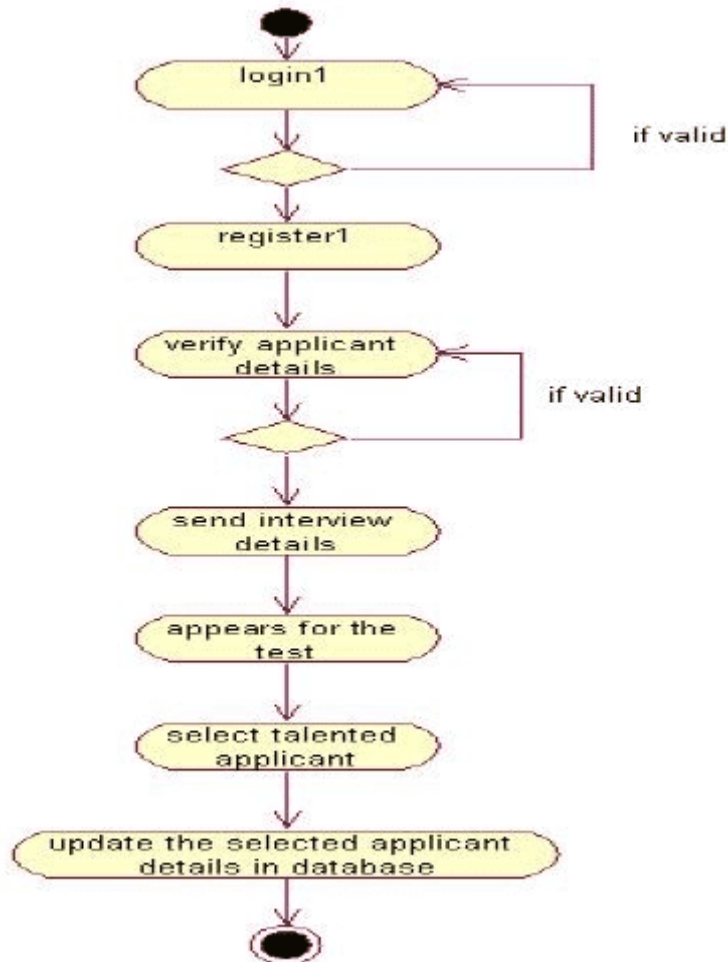 login1
if valid
register1
verify applicant
details
if valid
send interview
details
appears for the
test
select talented
applicant
update the selected applicant
details in database